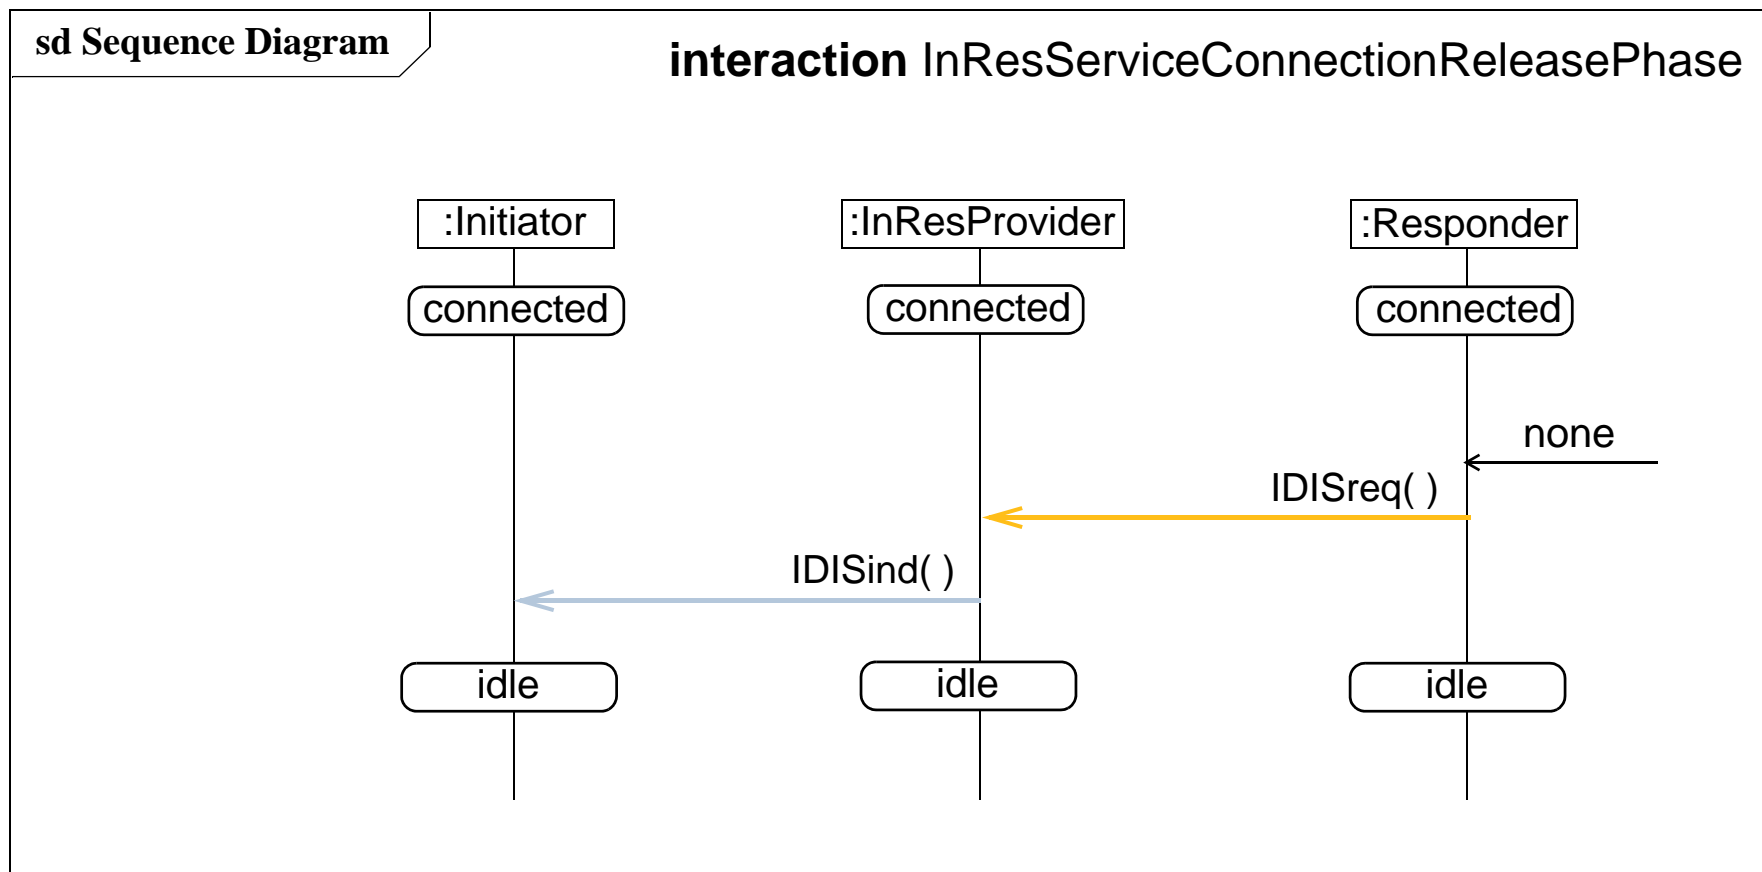 sd Sequence Diagram
interaction InResServiceConnectionReleasePhase
:Initiator :InResProvider :Responder
connected connected connected
none
IDISreq( )
IDISind( )
idle idle idle